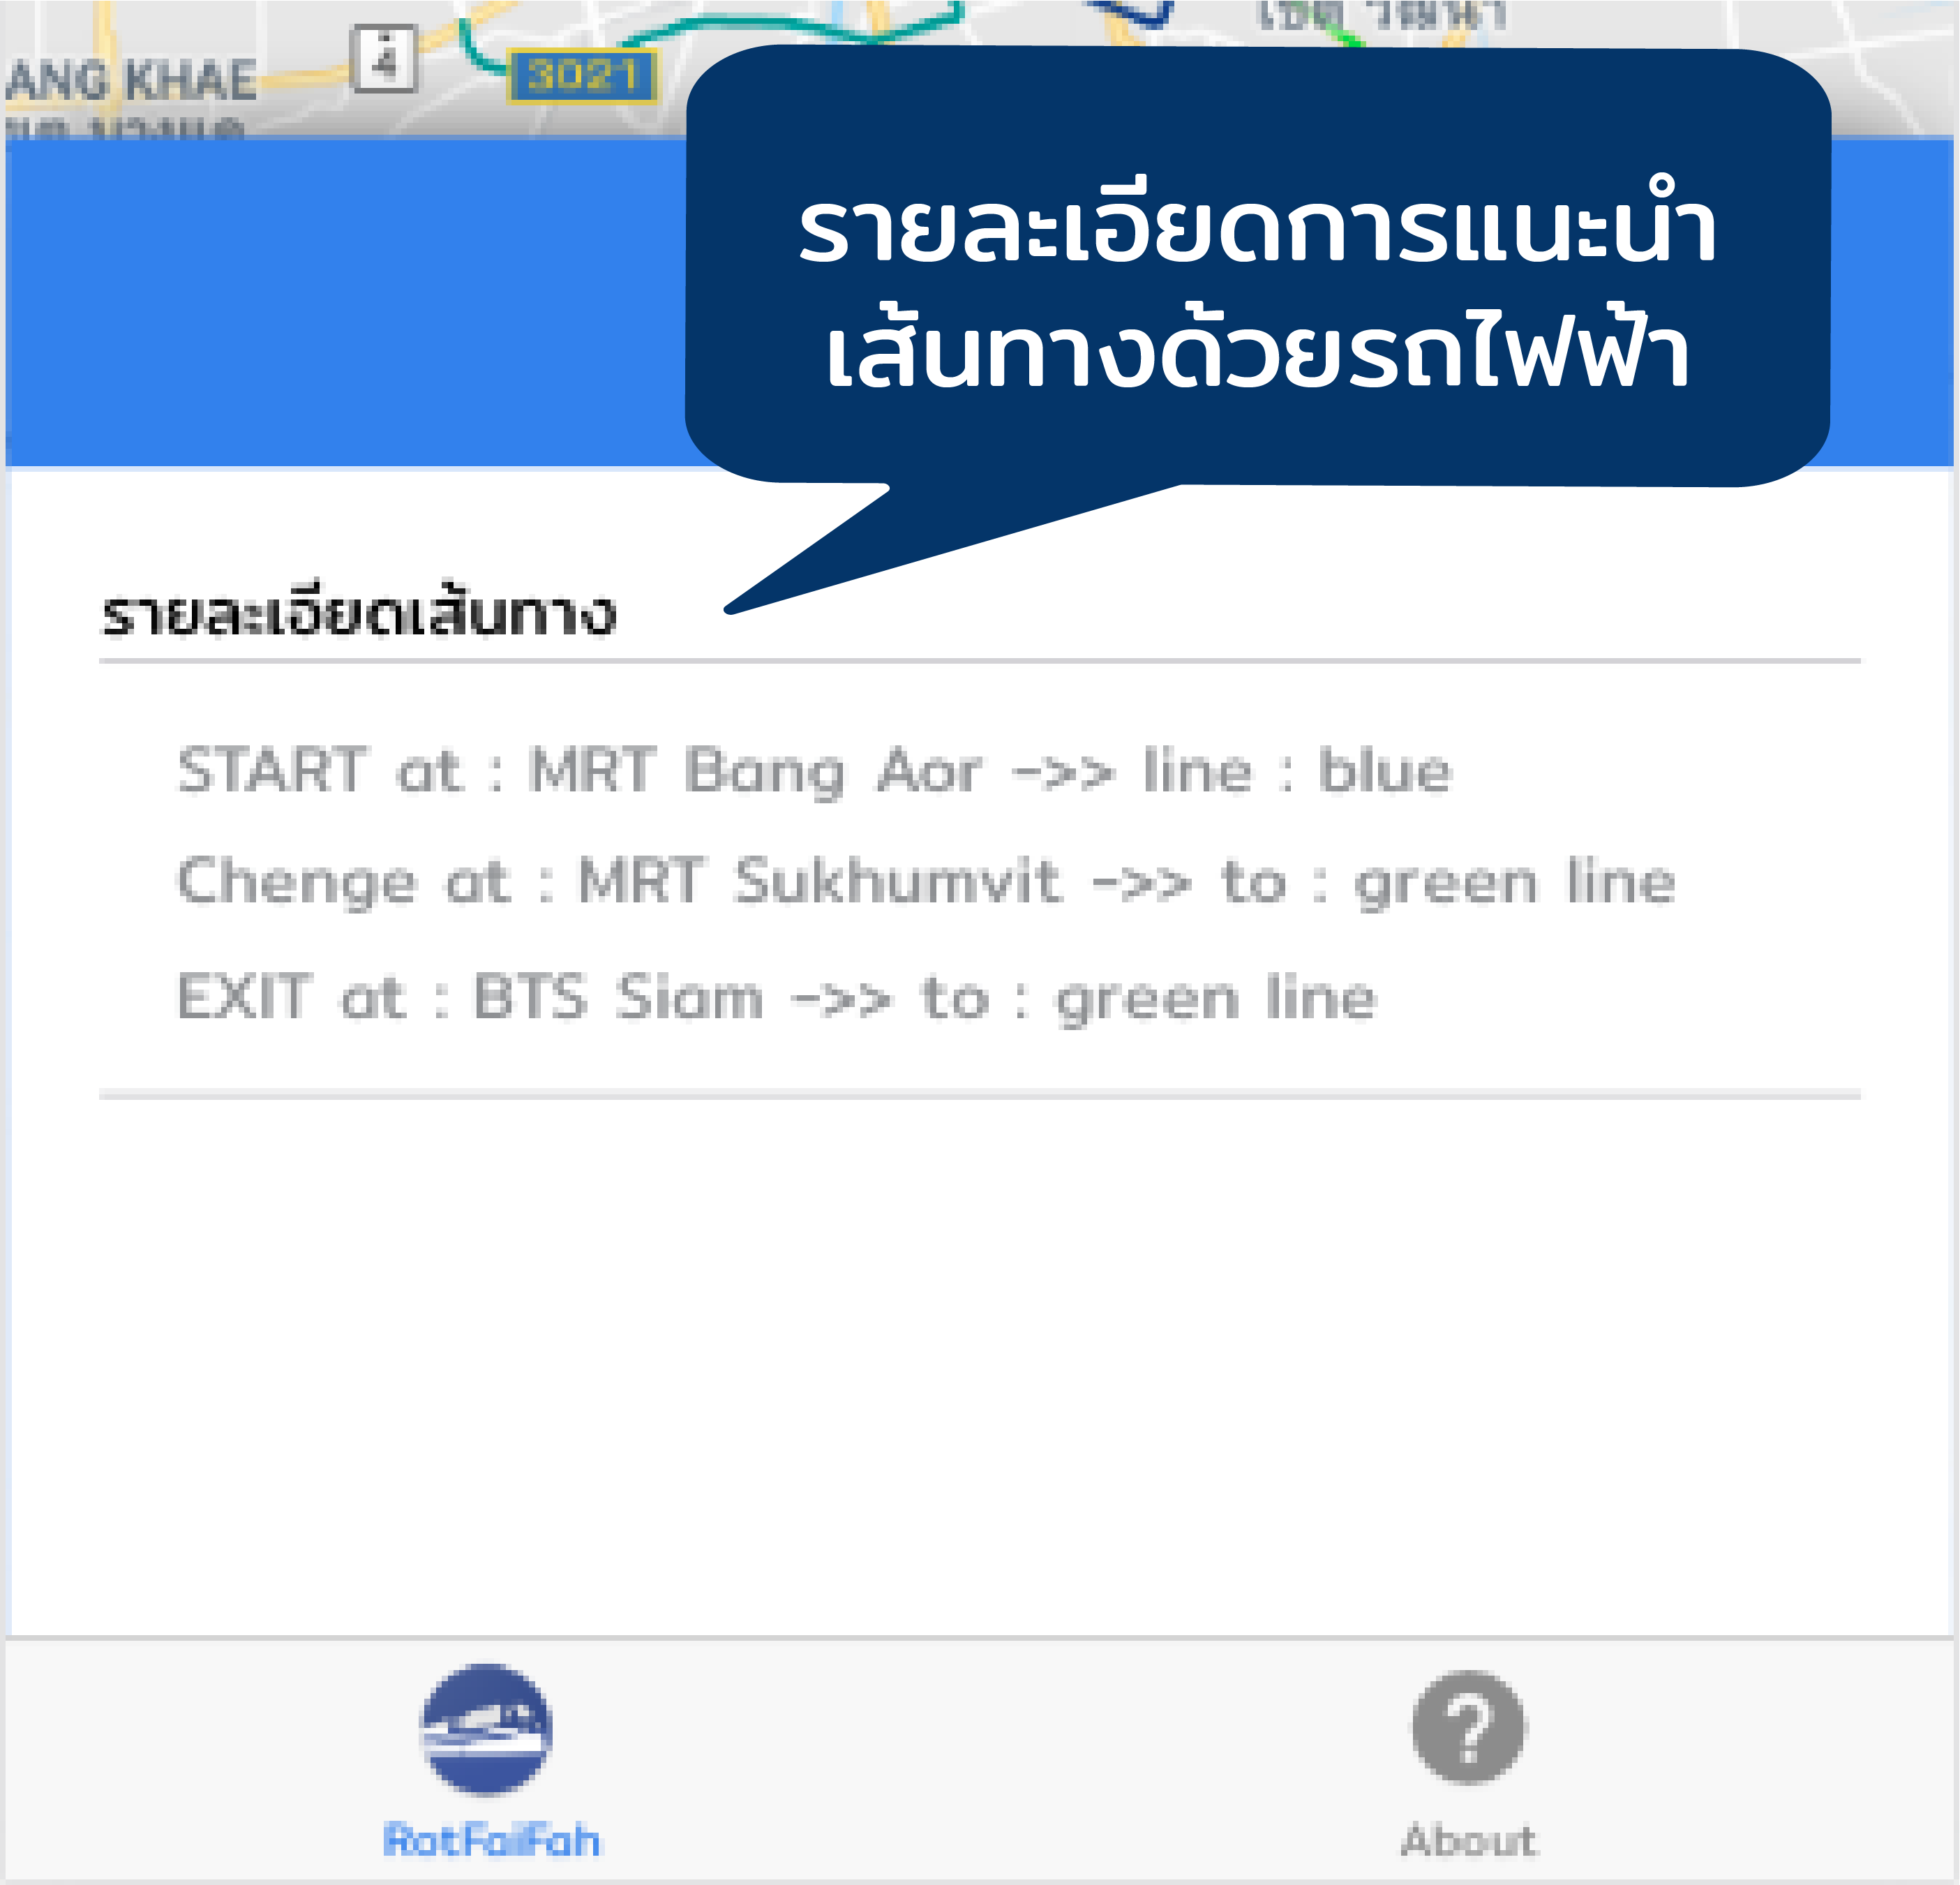 ANG KHAE
4
3021
รายละเอียดการแนะนำ
เส้นทางด้วยรถไฟฟ้า
รายละเอียดเส้นทาง
START at : MRT Bang Aor ->> line : blue
Chenge at : MRT Sukhumvit ->> to : green line
EXIT at : BTS Siam ->> to : green line
RotFaiFah
About